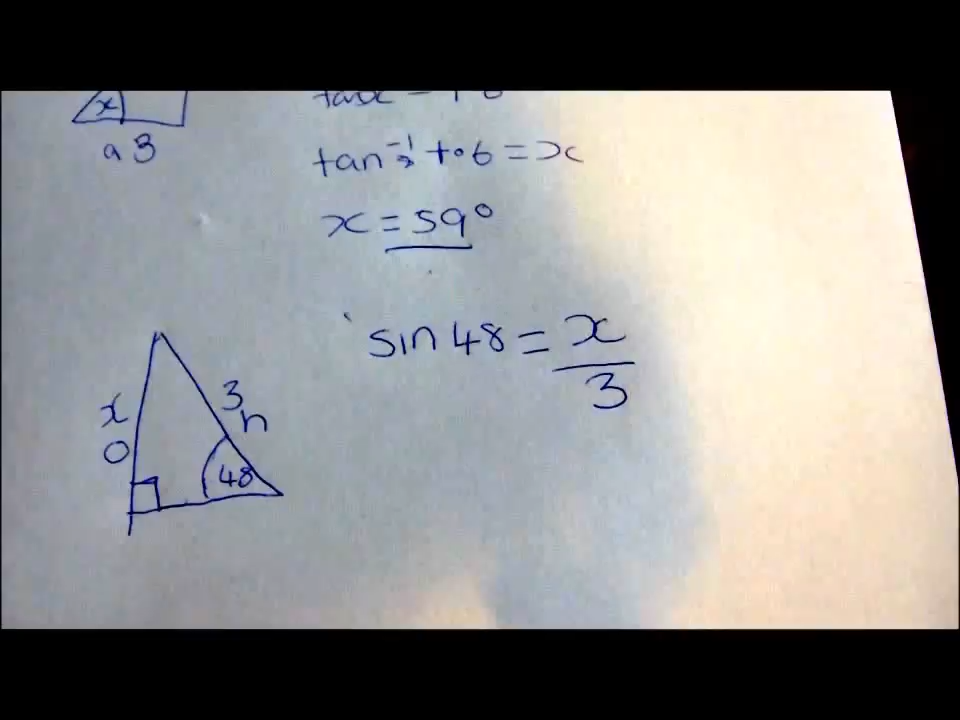 x
a 3
tan⁻¹ 1.6 = x
x = 59°
sin 48 = x/3
x
3
h
o
48